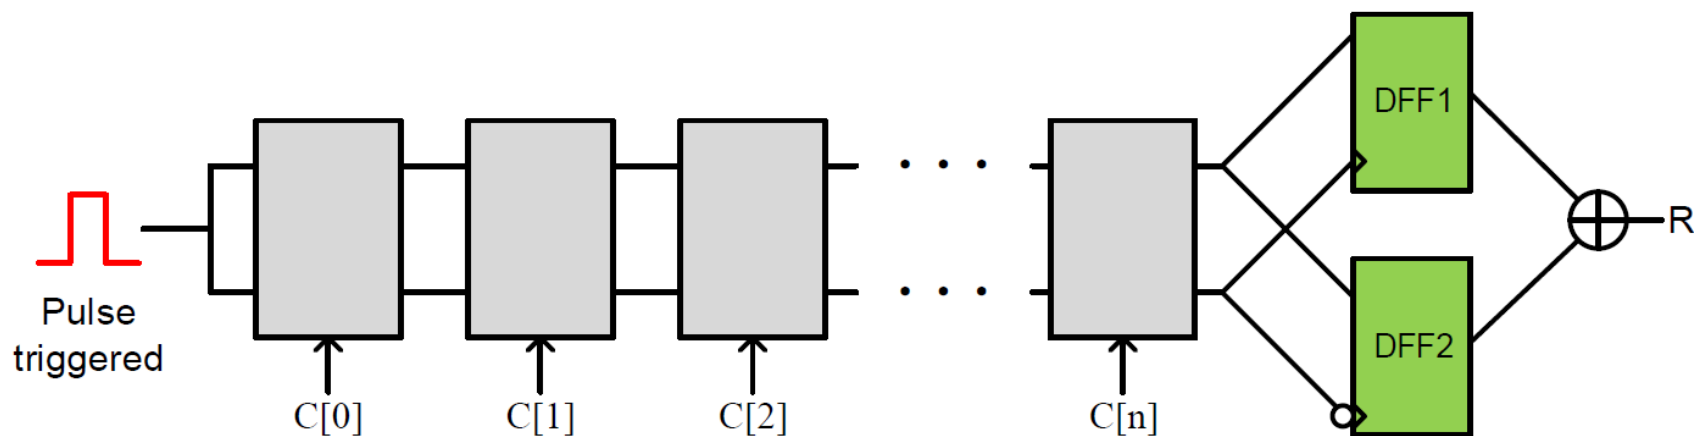 Pulse
triggered
C[0]
C[1]
C[2]
C[n]
DFF1
DFF2
R